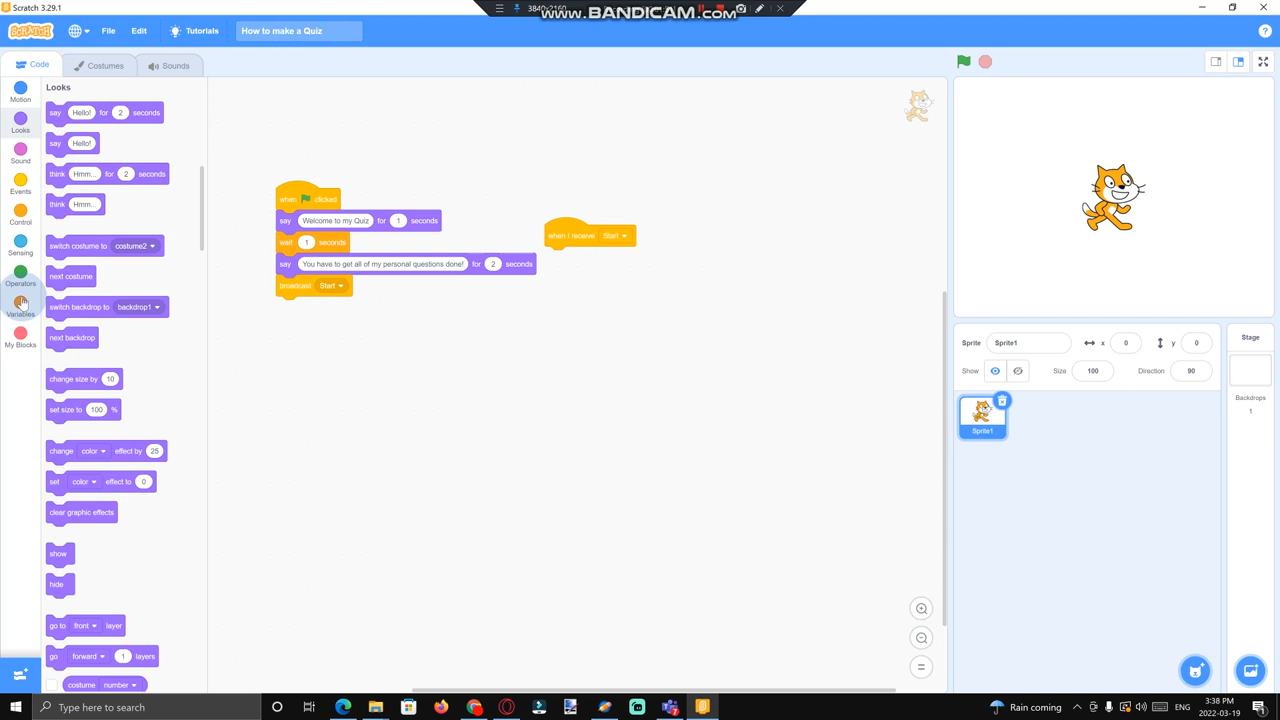 Scratch 3.29.1
3840×2160
www.BANDICAM.com
SCRATCH
File
Edit
Tutorials
How to make a Quiz
Code
Costumes
Sounds
Motion
Looks
Sound
Events
Control
Sensing
Operators
Variables
My Blocks
Looks
say Hello! for 2 seconds
say Hello!
think Hmm... for 2 seconds
think Hmm...
switch costume to costume2
next costume
switch backdrop to backdrop1
next backdrop
change size by 10
set size to 100 %
change color effect by 25
set color effect to 0
clear graphic effects
show
hide
go to front layer
go forward 1 layers
costume number
when clicked
say Welcome to my Quiz for 1 seconds
wait 1 seconds
say You have to get all of my personal questions done! for 2 seconds
broadcast Start
when I receive Start
Sprite Sprite1 x 0 y 0
Show Size 100 Direction 90
Sprite1
Stage
Backdrops
1
Type here to search
Rain coming
ENG
3:38 PM
2022-03-19